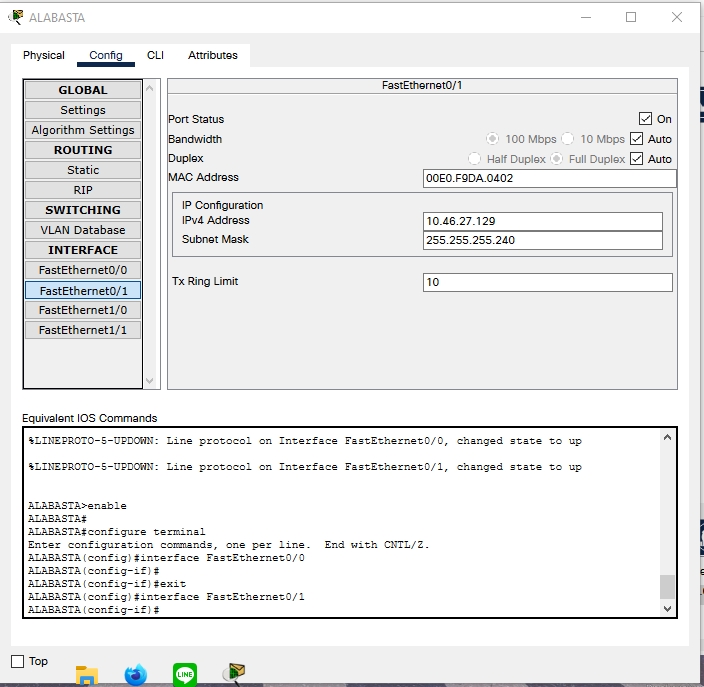 ALABASTA
Physical Config CLI Attributes
GLOBAL
Settings
Algorithm Settings
ROUTING
Static
RIP
SWITCHING
VLAN Database
INTERFACE
FastEthernet0/0
FastEthernet0/1
FastEthernet1/0
FastEthernet1/1
FastEthernet0/1
Port Status On
Bandwidth 100 Mbps 10 Mbps Auto
Duplex Half Duplex Full Duplex Auto
MAC Address 00E0.F9DA.0402
IP Configuration
IPv4 Address 10.46.27.129
Subnet Mask 255.255.255.240
Tx Ring Limit 10
Equivalent IOS Commands
%LINEPROTO-5-UPDOWN: Line protocol on Interface FastEthernet0/0, changed state to up
%LINEPROTO-5-UPDOWN: Line protocol on Interface FastEthernet0/1, changed state to up
ALABASTA>enable
ALABASTA#
ALABASTA#configure terminal
Enter configuration commands, one per line.  End with CNTL/Z.
ALABASTA(config)#interface FastEthernet0/0
ALABASTA(config-if)#
ALABASTA(config-if)#exit
ALABASTA(config)#interface FastEthernet0/1
ALABASTA(config-if)#
Top
LINE